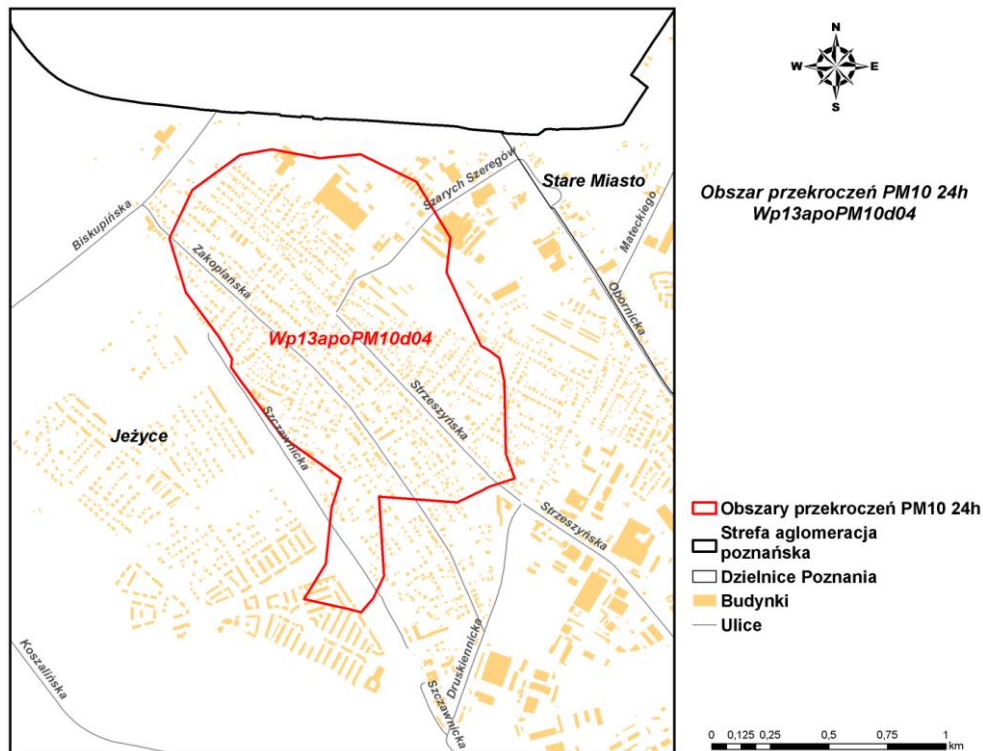 N
W E
S
Obszar przekroczeń PM10 24h
Wp13apoPM10d04
Stare Miasto
Szarych Szeregów
Mateckiego
Biskupińska
Zakopiańska
Obornicka
Wp13apoPM10d04
Strzeszyńska
Szczawnicka
Jeżyce
Strzeszyńska
Koszalińska
Druskiennicka
Szczawnicka
Obszary przekroczeń PM10 24h
Strefa aglomeracja
poznańska
Dzielnice Poznania
Budynki
Ulice
0 0,125 0,25 0,5 0,75 1
km